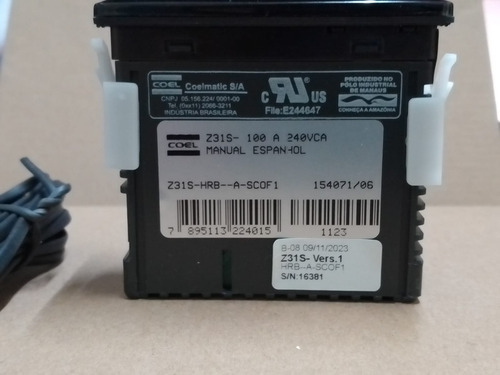 COEL
Coelmatic S/A
CNPJ 05.156.224/ 0001-00
Tel. (0xx11) 2066-3211
INDÚSTRIA BRASILEIRA
C UR US
File:E244647
PRODUZIDO NO
PÓLO INDUSTRIAL
DE MANAUS
CONHEÇA A AMAZÔNIA
COEL
Z31S- 100 A 240VCA
MANUAL ESPANHOL
Z31S-HRB--A-SCOF1 154071/06
7 895113 224015 1123
B-08 09/11/2023
Z31S- Vers.1
HRB--A-SCOF1
S/N:16381